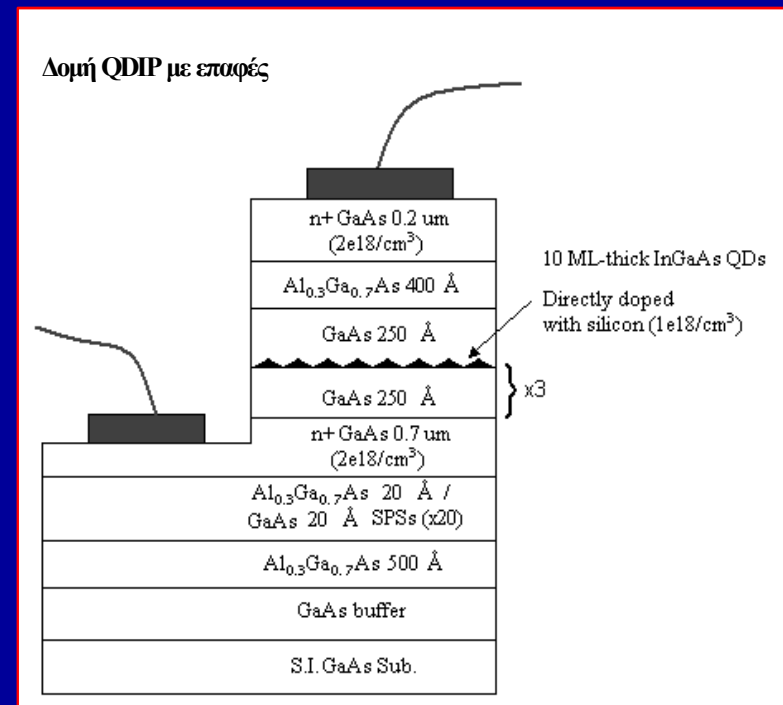 Δομή QDIP με επαφές
n+ GaAs 0.2 um
(2e18/cm³)
Al₀.₃Ga₀.₇As 400 Å
GaAs 250 Å
10 ML-thick InGaAs QDs
Directly doped
with silicon (1e18/cm³)
GaAs 250 Å
x3
n+ GaAs 0.7 um
(2e18/cm³)
Al₀.₃Ga₀.₇As 20 Å /
GaAs 20 Å SPSs (x20)
Al₀.₃Ga₀.₇As 500 Å
GaAs buffer
S.I. GaAs Sub.